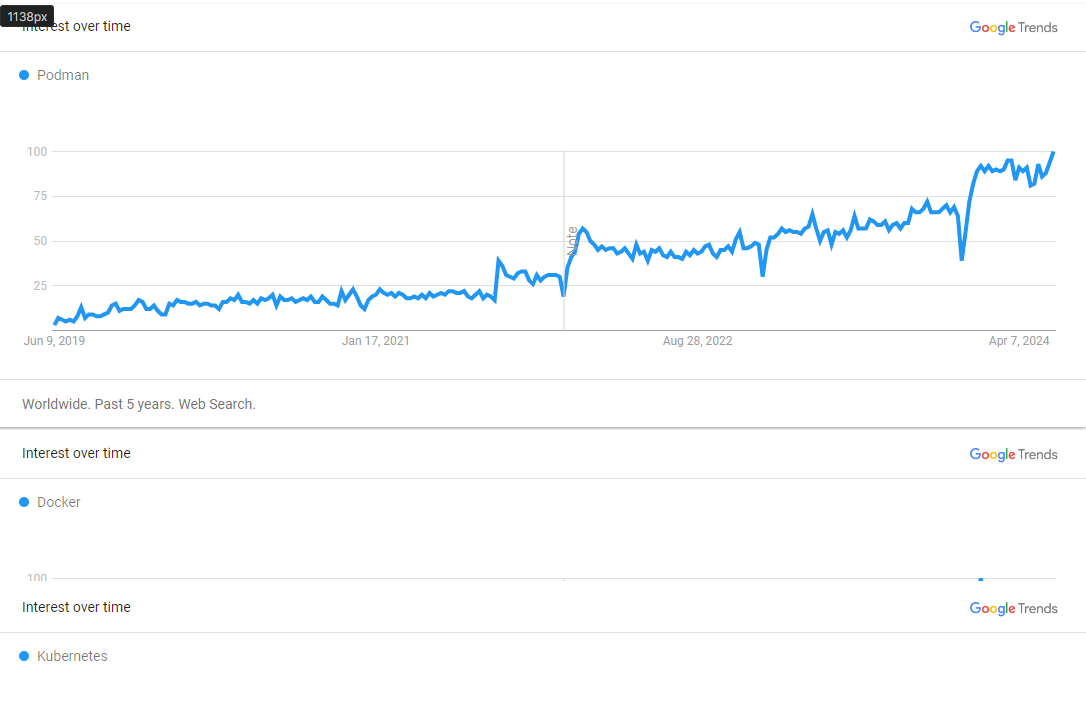 1138px
Interest over time
Google Trends
Podman
100
75
50
25
Note
Jun 9, 2019
Jan 17, 2021
Aug 28, 2022
Apr 7, 2024
Worldwide. Past 5 years. Web Search.
Interest over time
Google Trends
Docker
100
Interest over time
Google Trends
Kubernetes